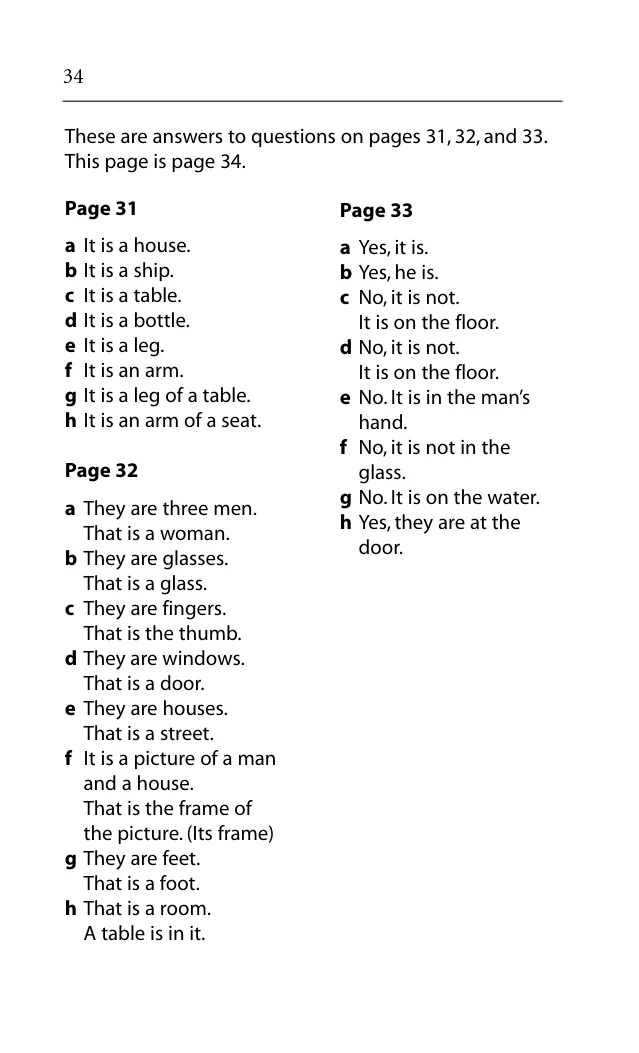 34
These are answers to questions on pages 31, 32, and 33.
This page is page 34.
Page 31
a It is a house.
b It is a ship.
c It is a table.
d It is a bottle.
e It is a leg.
f It is an arm.
g It is a leg of a table.
h It is an arm of a seat.
Page 32
a They are three men.
That is a woman.
b They are glasses.
That is a glass.
c They are fingers.
That is the thumb.
d They are windows.
That is a door.
e They are houses.
That is a street.
f It is a picture of a man
and a house.
That is the frame of
the picture. (Its frame)
g They are feet.
That is a foot.
h That is a room.
A table is in it.
Page 33
a Yes, it is.
b Yes, he is.
c No, it is not.
It is on the floor.
d No, it is not.
It is on the floor.
e No. It is in the man's
hand.
f No, it is not in the
glass.
g No. It is on the water.
h Yes, they are at the
door.